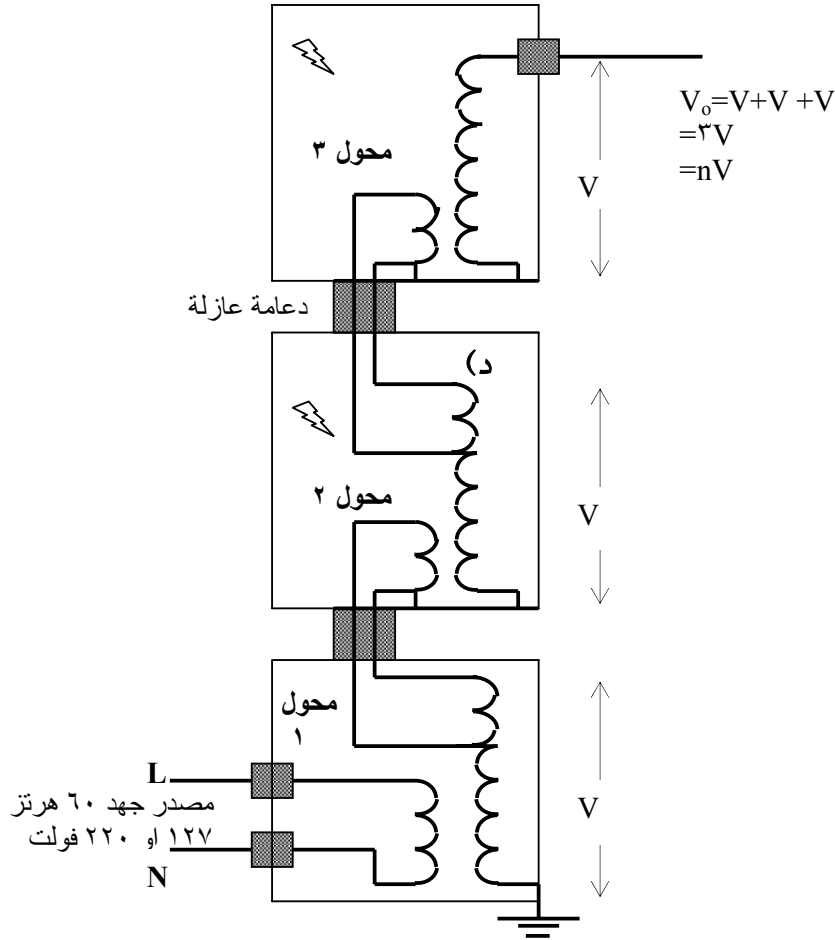 Vₒ=V+V +V
=٣V
=nV
محول ٣
V
دعامة عازلة
د)
محول ٢
V
محول
١
V
L
مصدر جهد ٦٠ هرتز
١٢٧ او ٢٢٠ فولت
N